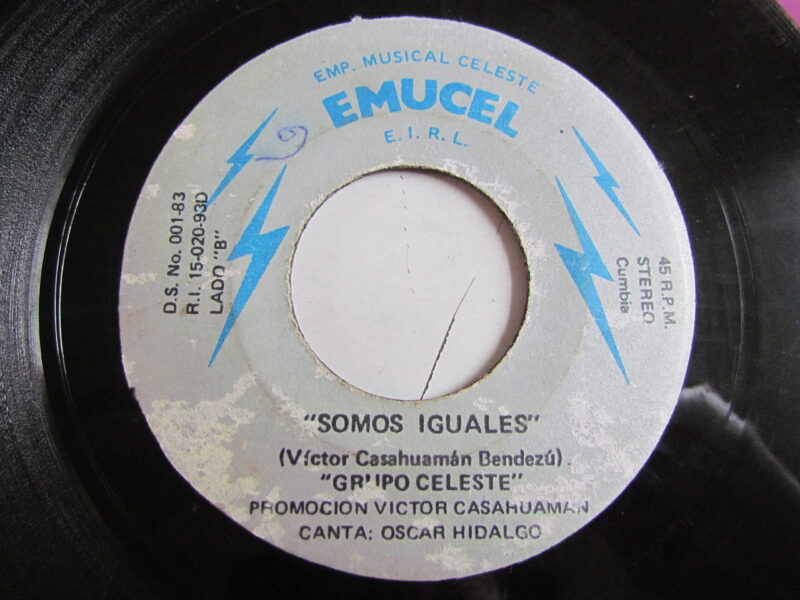 EMP. MUSICAL CELESTE
EMUCEL
E. I. R. L.
D.S. No. 001-83
R.I. 15-020-93D
LADO "B"
45 R.P.M.
STEREO
Cumbia
"SOMOS IGUALES"
(Víctor Casahuamán Bendezú).
"GRUPO CELESTE"
PROMOCION VICTOR CASAHUAMAN
CANTA: OSCAR HIDALGO